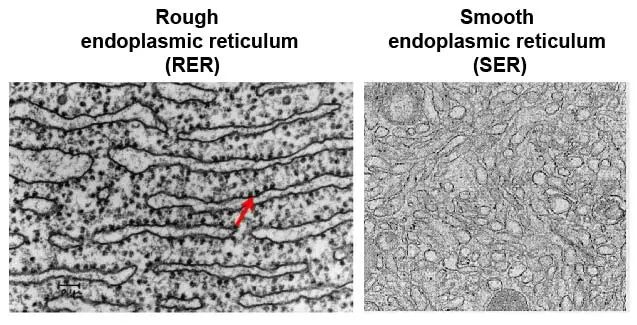 Rough
endoplasmic reticulum
(RER)
Smooth
endoplasmic reticulum
(SER)